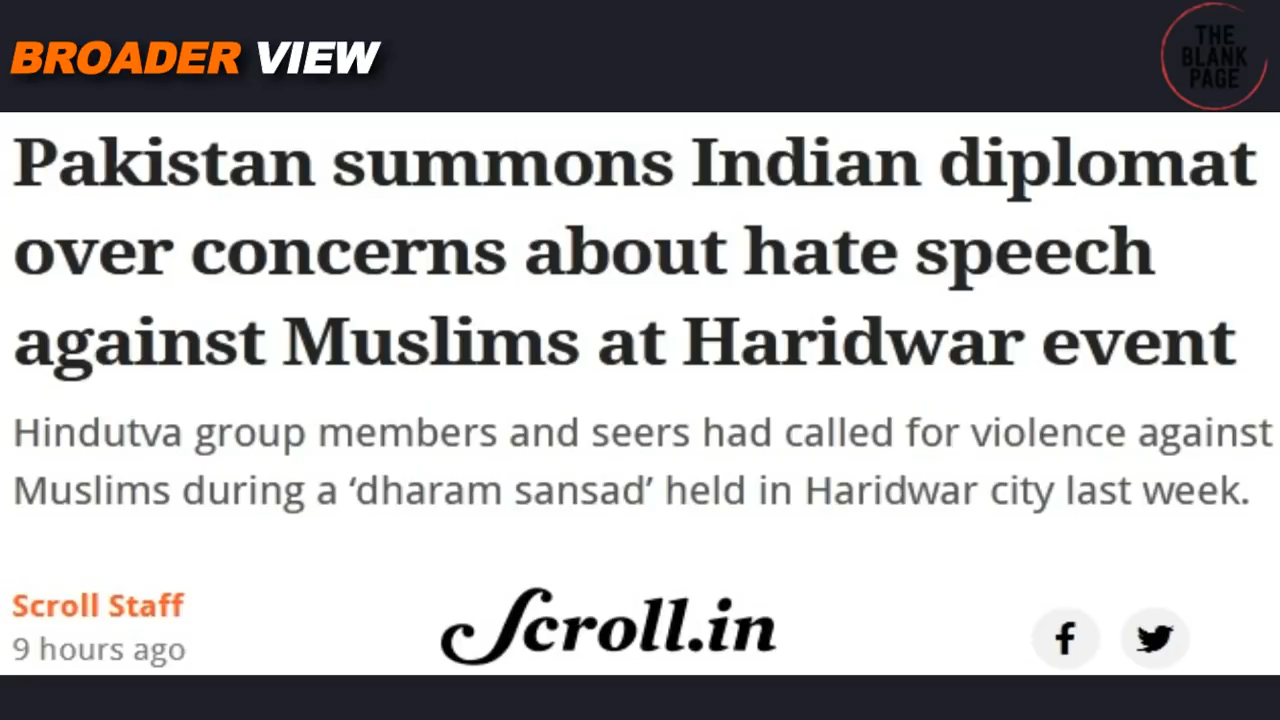 BROADER VIEW
THE
BLANK
PAGE
Pakistan summons Indian diplomat
over concerns about hate speech
against Muslims at Haridwar event
Hindutva group members and seers had called for violence against
Muslims during a ‘dharam sansad’ held in Haridwar city last week.
Scroll Staff
9 hours ago
Scroll.in